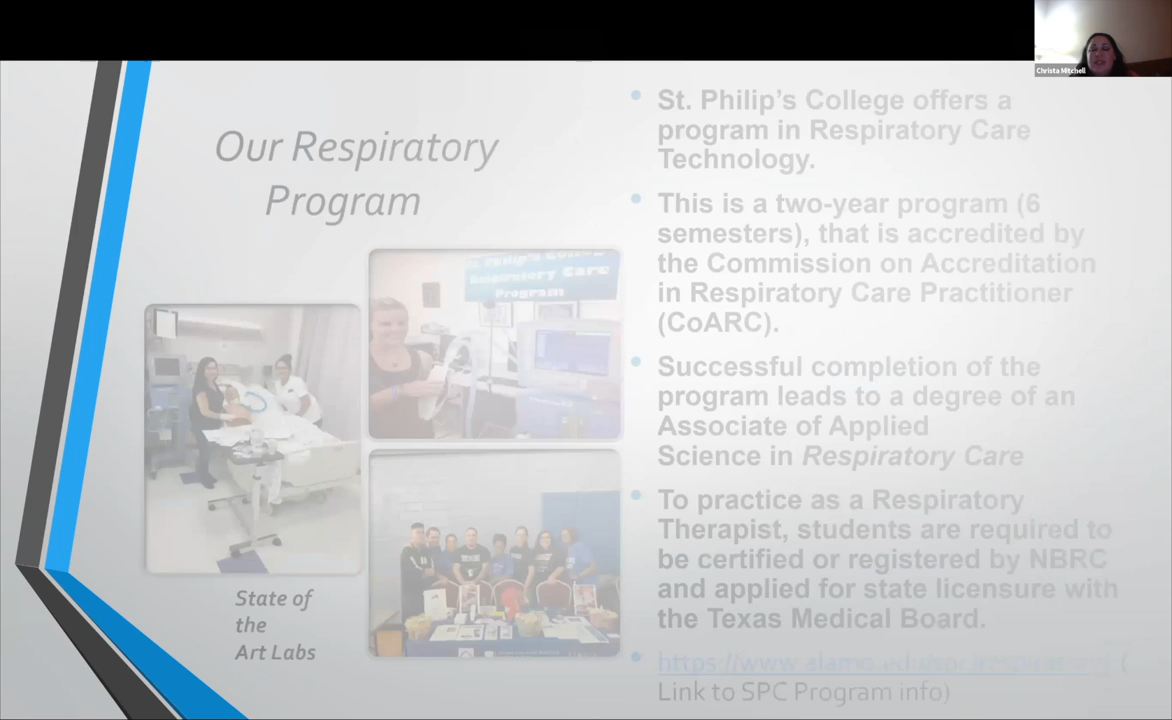 Christa Mitchell
Our Respiratory
Program
Respiratory Care
Program
State of
the
Art Labs
St. Philip's College offers a
program in Respiratory Care
Technology.
This is a two-year program (6
semesters), that is accredited by
the Commission on Accreditation
in Respiratory Care Practitioner
(CoARC).
Successful completion of the
program leads to a degree of an
Associate of Applied
Science in Respiratory Care
To practice as a Respiratory
Therapist, students are required to
be certified or registered by NBRC
and applied for state licensure with
the Texas Medical Board.
(
Link to SPC Program info)